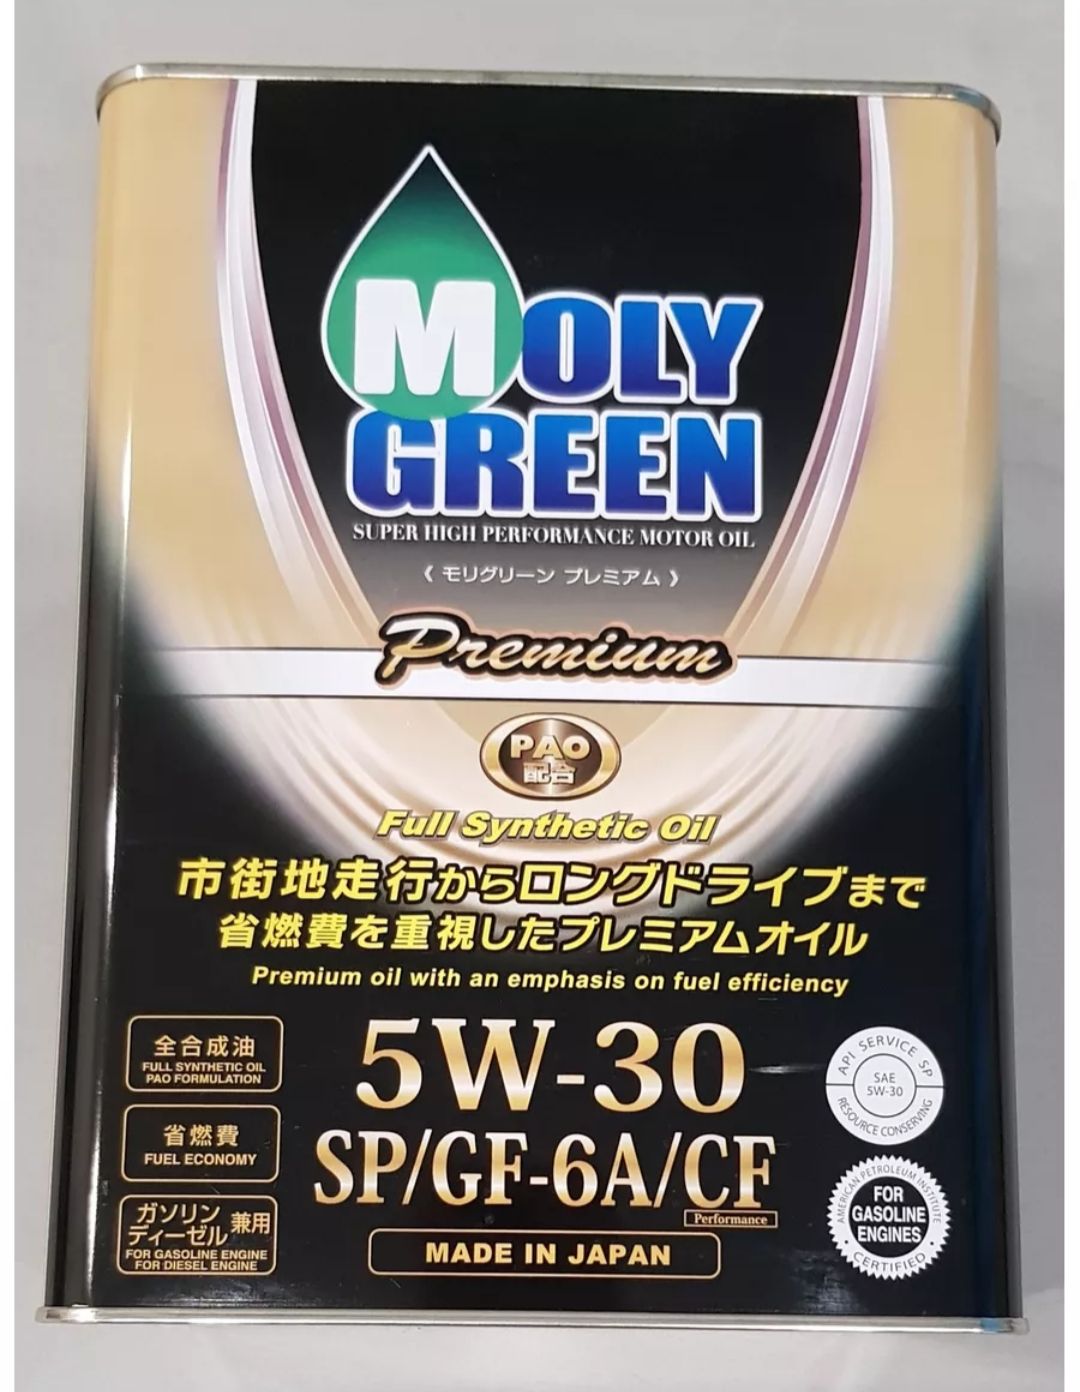 MOLY
GREEN
SUPER HIGH PERFORMANCE MOTOR OIL
《モリグリーン プレミアム》
Premium
PAO
配合
Full Synthetic Oil
市街地走行からロングドライブまで
省燃費を重視したプレミアムオイル
Premium oil with an emphasis on fuel efficiency
全合成油
FULL SYNTHETIC OIL
PAO FORMULATION
省燃費
FUEL ECONOMY
ガソリン
ディーゼル 兼用
FOR GASOLINE ENGINE
FOR DIESEL ENGINE
5W-30
SP/GF-6A/CF
Performance
MADE IN JAPAN
API SERVICE SP
SAE
5W-30
RESOURCE CONSERVING
AMERICAN PETROLEUM INSTITUTE
FOR
GASOLINE
ENGINES
CERTIFIED